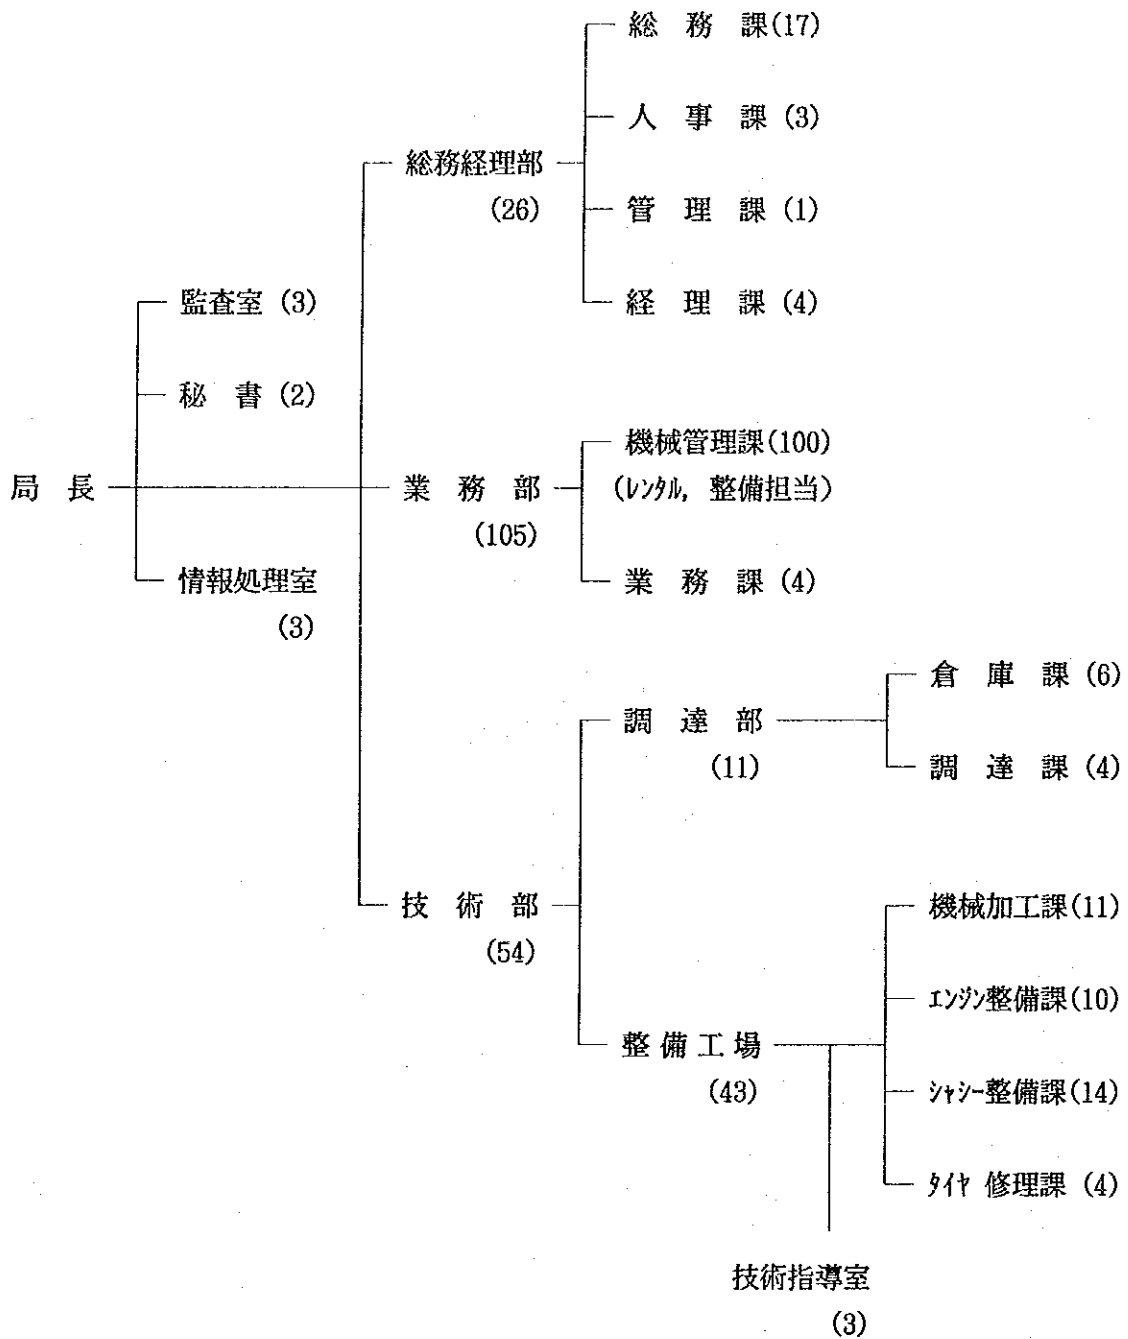 総 務 課(17)
人 事 課 (3)
総務経理部
(26)
管 理 課 (1)
経 理 課 (4)
監査室 (3)
秘 書 (2)
機械管理課(100)
(ﾚﾝﾀﾙ, 整備担当)
局 長
業 務 部
(105)
業 務 課 (4)
情報処理室
(3)
倉 庫 課 (6)
調 達 部
(11)
調 達 課 (4)
技 術 部
(54)
機械加工課(11)
ｴﾝｼﾞﾝ整備課(10)
整 備 工 場
(43)
ｼｬｼｰ整備課(14)
ﾀｲﾔ 修理課 (4)
技術指導室
(3)